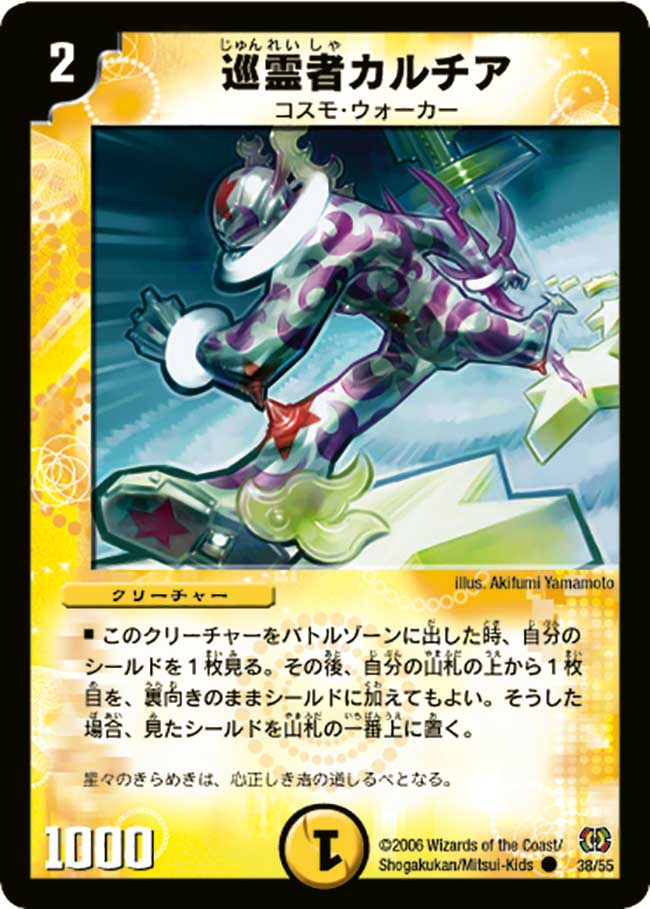 2
じゅんれいしゃ
巡霊者カルチア
コスモ・ウォーカー
illus. Akifumi Yamamoto
クリーチャー
■ このクリーチャーをバトルゾーンに出した時、自分の
シールドを1枚見る。その後、自分の山札の上から1枚
目を、裏向きのままシールドに加えてもよい。そうした
場合、見たシールドを山札の一番上に置く。
星々のきらめきは、心正しき者の道しるべとなる。
1000
1
©2006 Wizards of the Coast/
Shogakukan/Mitsui-Kids
38/55